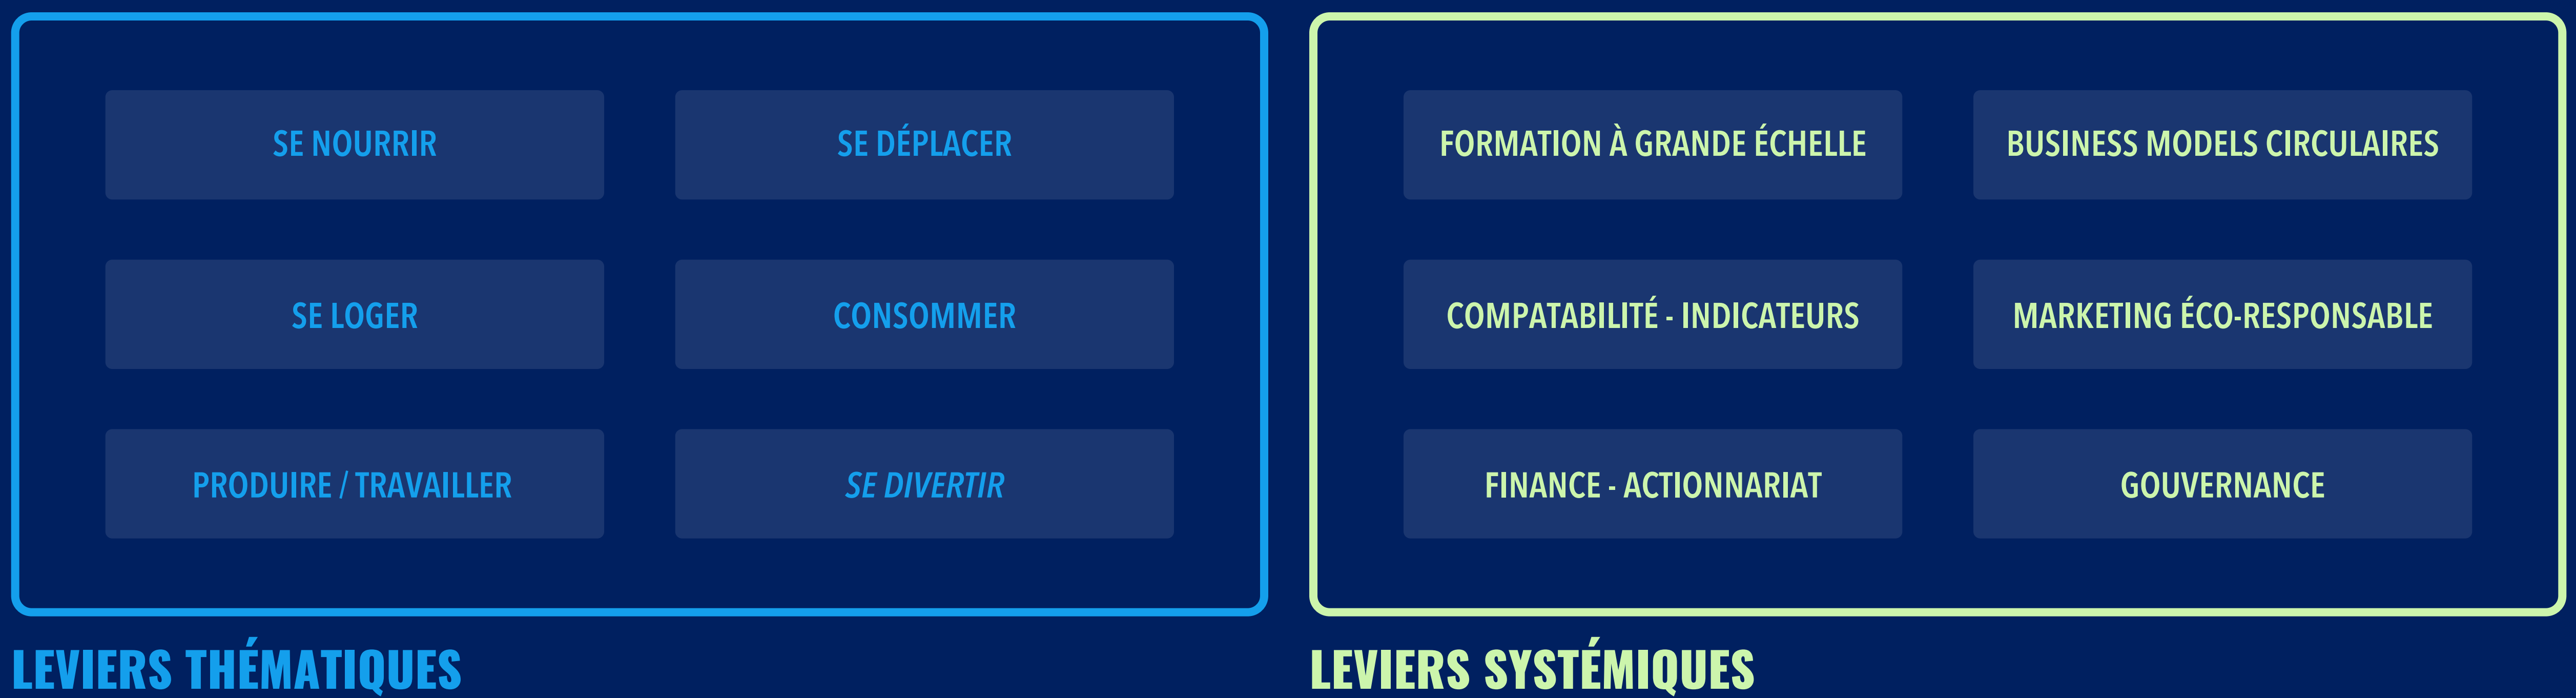 SE NOURRIR
SE DÉPLACER
SE LOGER
CONSOMMER
PRODUIRE / TRAVAILLER
SE DIVERTIR
LEVIERS THÉMATIQUES
FORMATION À GRANDE ÉCHELLE
BUSINESS MODELS CIRCULAIRES
COMPATABILITÉ - INDICATEURS
MARKETING ÉCO-RESPONSABLE
FINANCE - ACTIONNARIAT
GOUVERNANCE
LEVIERS SYSTÉMIQUES